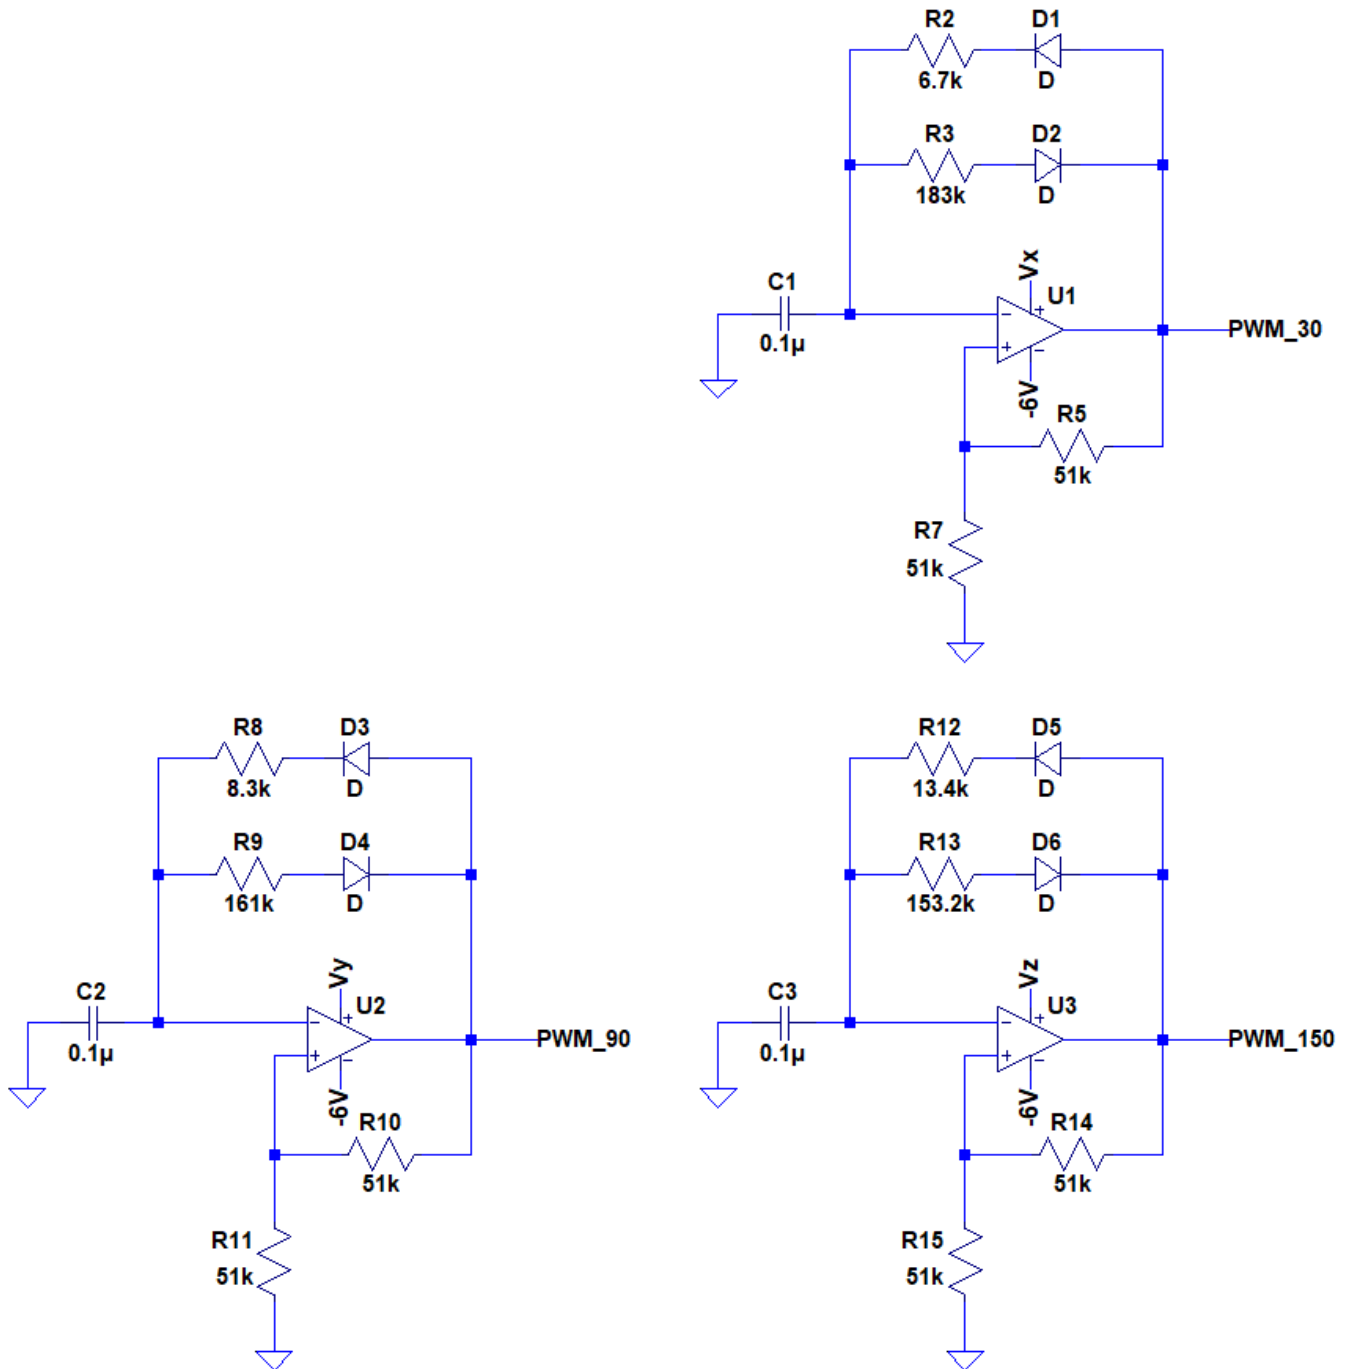 R2
D1
6.7k
D
R3
D2
183k
D
C1
0.1µ
Vx
U1
-6V
PWM_30
R5
51k
R7
51k
R8
D3
8.3k
D
R9
D4
161k
D
C2
0.1µ
Vy
U2
-6V
PWM_90
R10
51k
R11
51k
R12
D5
13.4k
D
R13
D6
153.2k
D
C3
0.1µ
Vz
U3
-6V
PWM_150
R14
51k
R15
51k